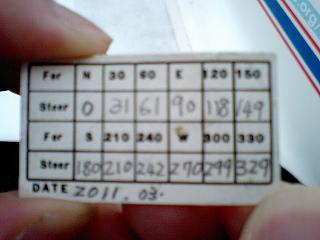 For N 30 60 E 120 150
Steer 0 31 61 90 118 149
For S 210 240 W 300 330
Steer 180 210 242 270 299 329
DATE 2011. 03.